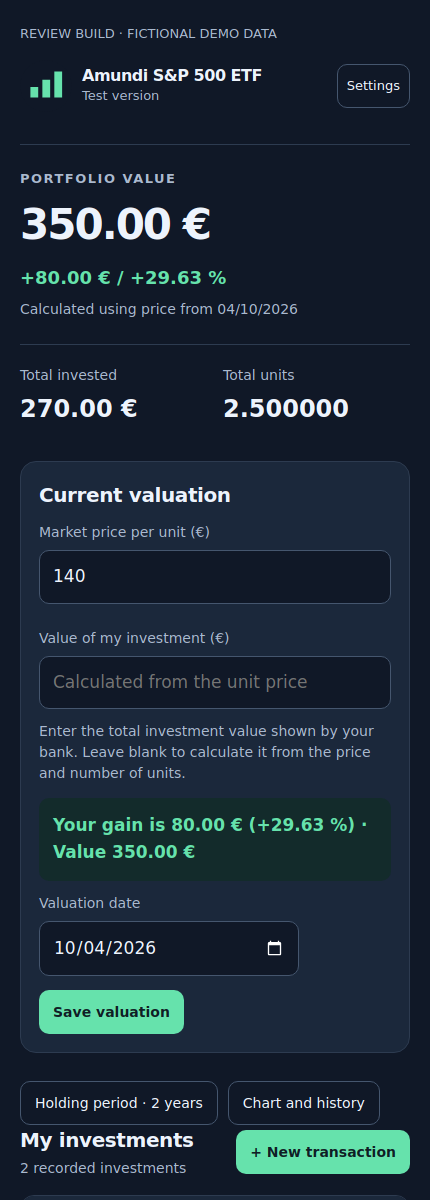 REVIEW BUILD · FICTIONAL DEMO DATA
Amundi S&P 500 ETF
Test version
Settings
PORTFOLIO VALUE
350.00 €
+80.00 € / +29.63 %
Calculated using price from 04/10/2026
Total invested
Total units
270.00 €
2.500000
Current valuation
Market price per unit (€)
140
Value of my investment (€)
Calculated from the unit price
Enter the total investment value shown by your
bank. Leave blank to calculate it from the price
and number of units.
Your gain is 80.00 € (+29.63 %) ·
Value 350.00 €
Valuation date
10/04/2026
Save valuation
Holding period · 2 years
Chart and history
My investments
2 recorded investments
+ New transaction